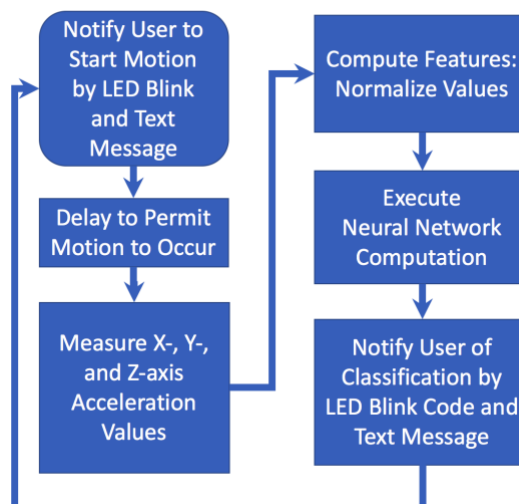 Notify User to
Start Motion
by LED Blink
and Text
Message
Delay to Permit
Motion to Occur
Measure X-, Y-,
and Z-axis
Acceleration
Values
Compute Features:
Normalize Values
Execute
Neural Network
Computation
Notify User of
Classification by
LED Blink Code and
Text Message